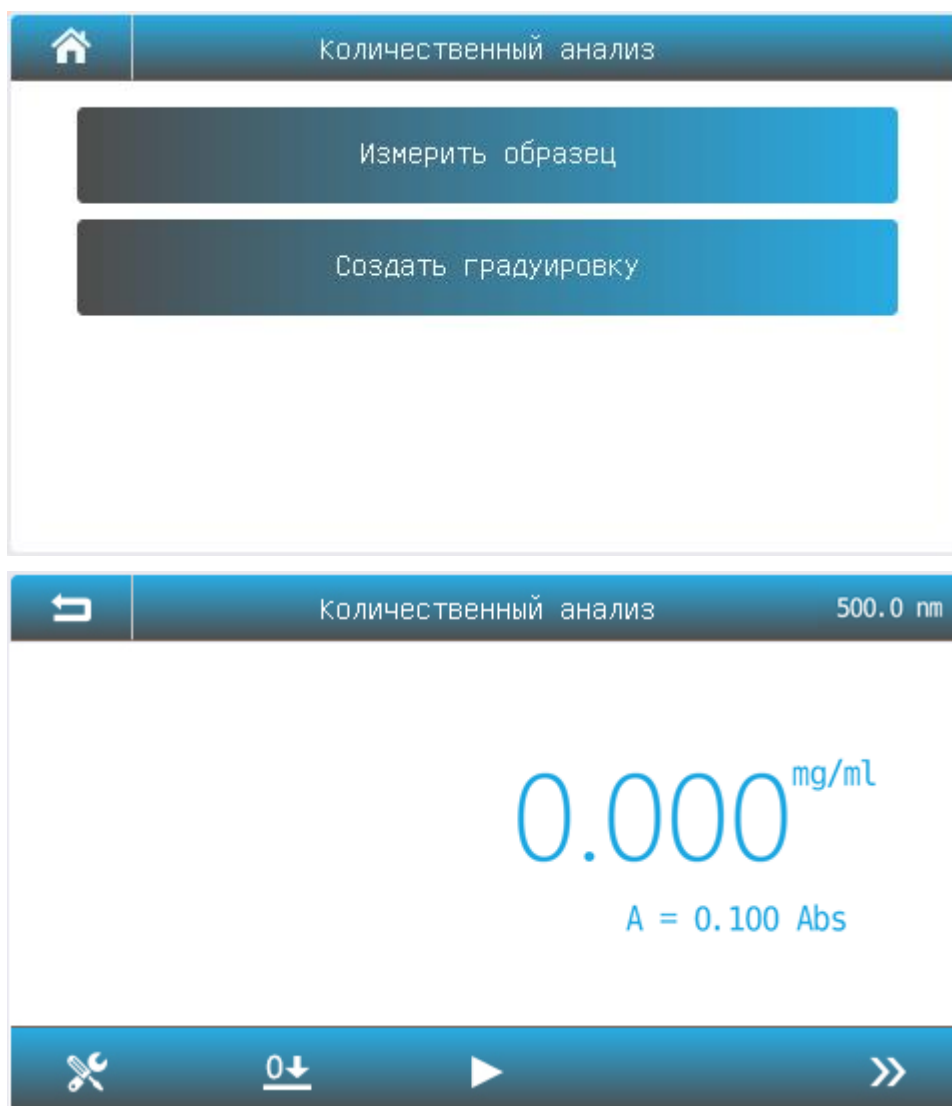 Количественный анализ
Измерить образец
Создать градуировку
Количественный анализ 500.0 nm
0.000 mg/ml
A = 0.100 Abs
0